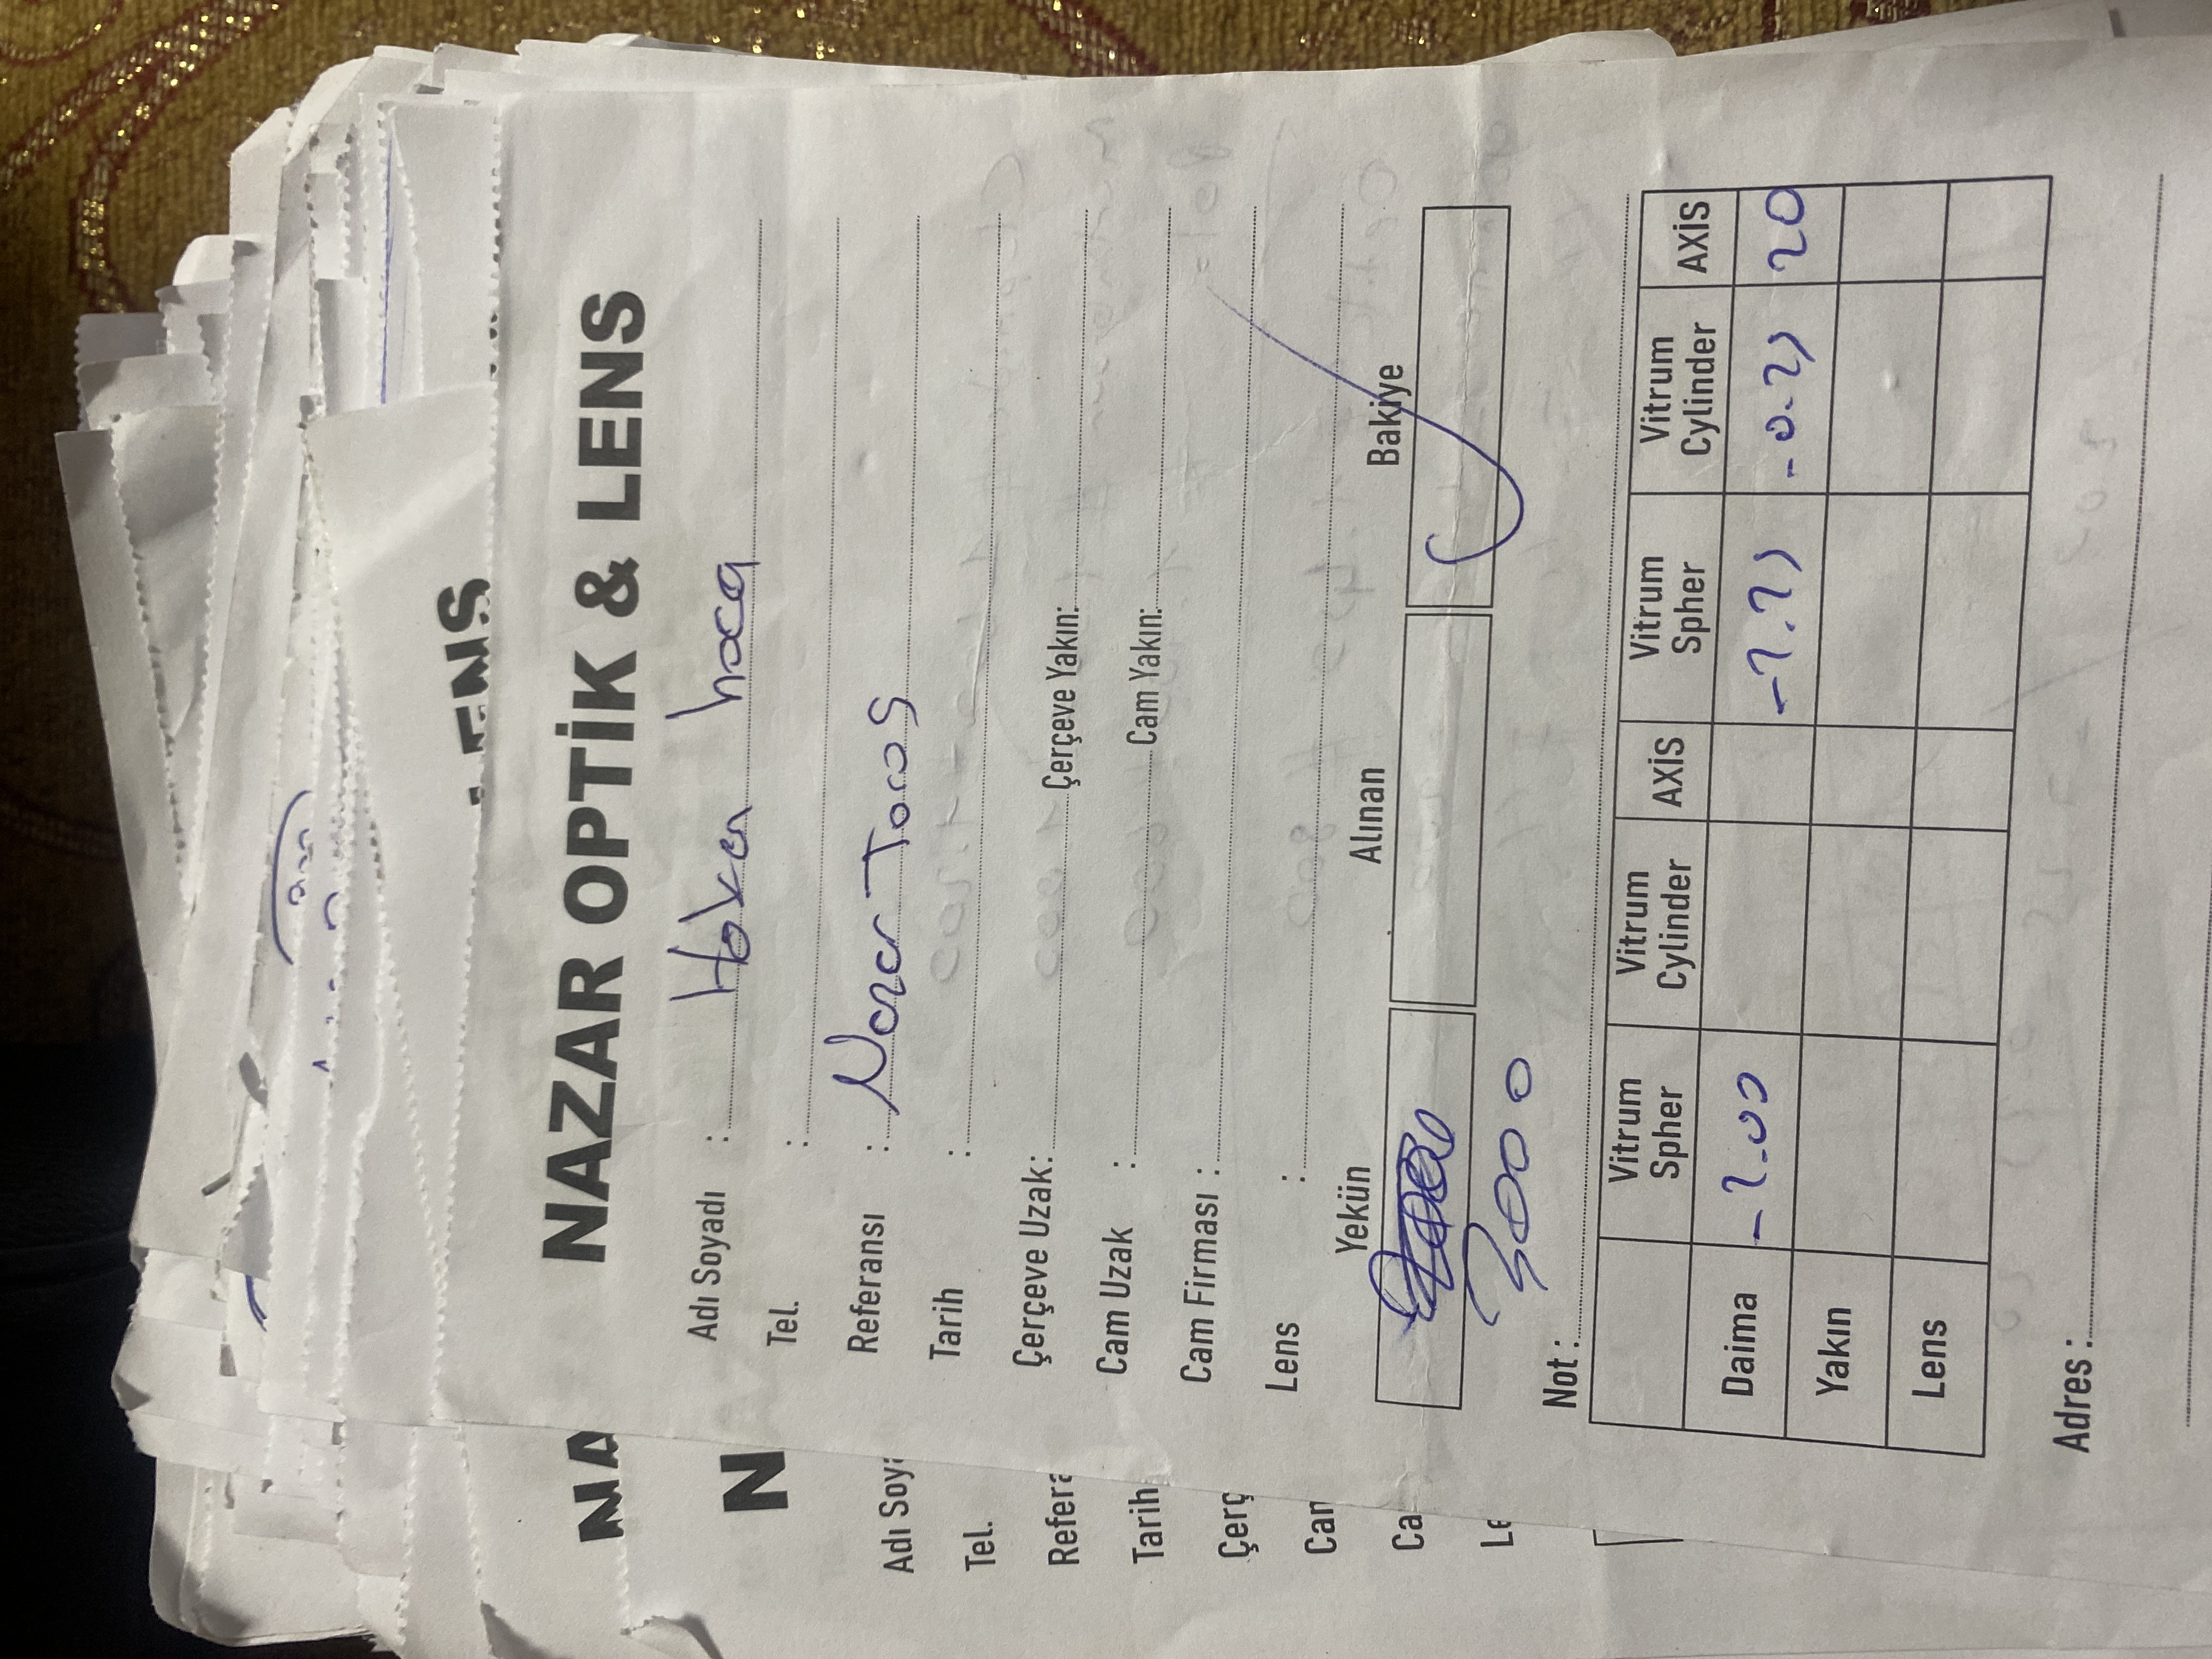 LENS
NAZAR OPTİK & LENS
Adı Soyadı : Hakan hoca
Tel. :
Referansı : Nazar Toros
Tarih :
Çerçeve Uzak: Çerçeve Yakın:
Cam Uzak : Cam Yakın:
Cam Firması :
Lens :
Yekün Alınan Bakiye
3000
Not :
Vitrum Spher Vitrum Cylinder AXİS Vitrum Spher Vitrum Cylinder AXİS
Daima -2.00 -2.25 -0.25 20
Yakın
Lens
Adres :
NA
N
Adı Soya
Tel.
Refera
Tarih
Çerç
Cam
Ca
Le